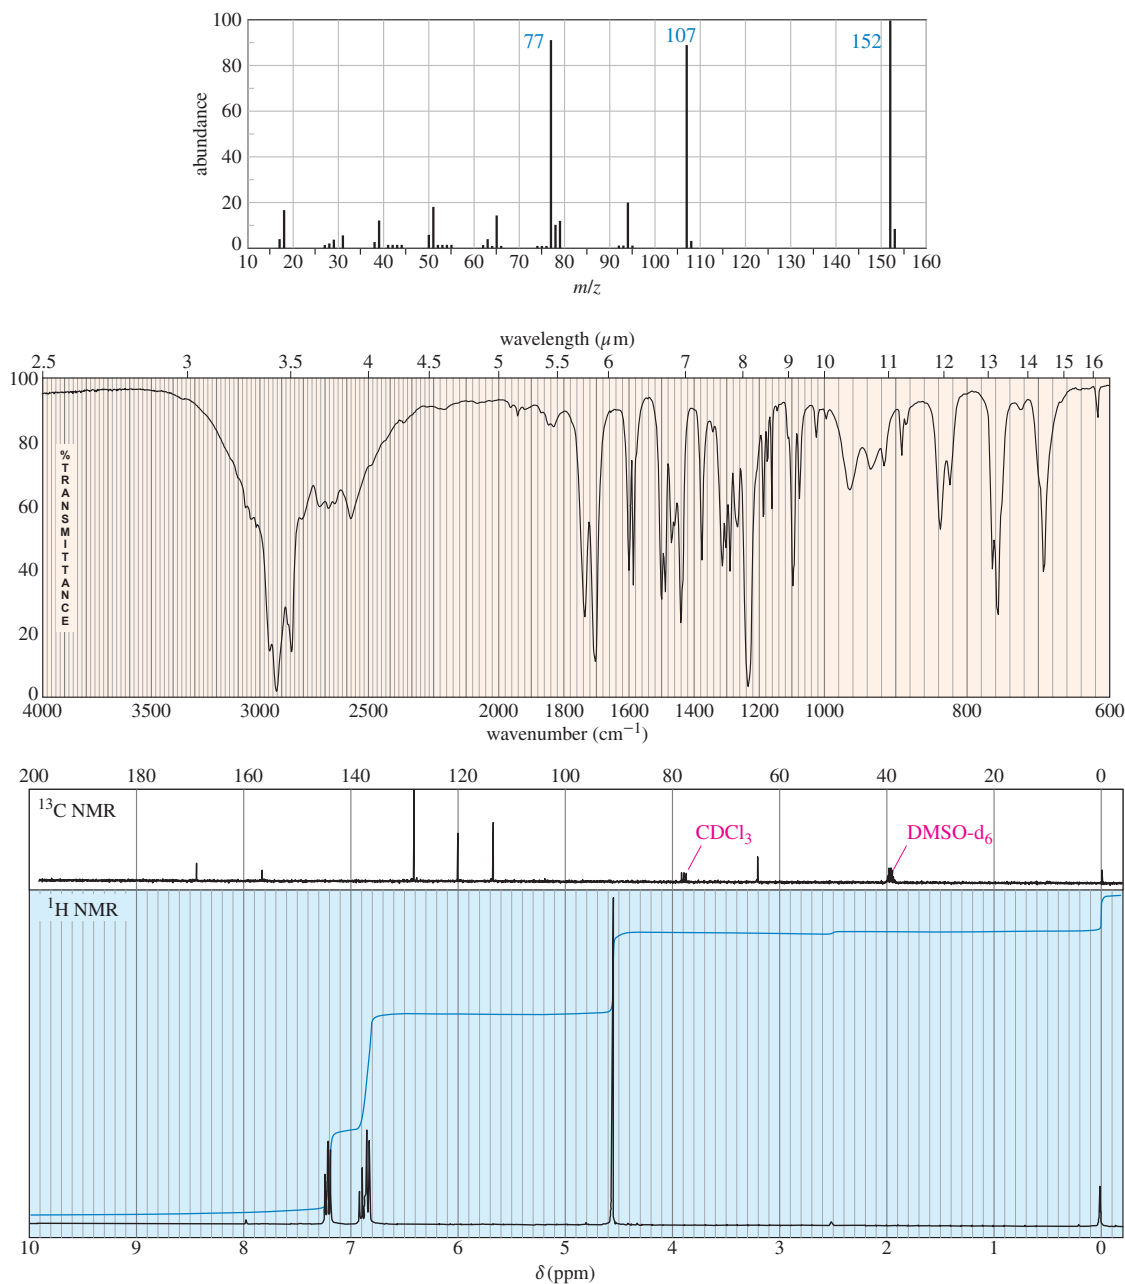 100
80
60
40
20
0
abundance
77
107
152
10 20 30 40 50 60 70 80 90 100 110 120 130 140 150 160
m/z
wavelength (μm)
2.5 3 3.5 4 4.5 5 5.5 6 7 8 9 10 11 12 13 14 15 16
100
80
60
40
20
0
% TRANSMITTANCE
4000 3500 3000 2500 2000 1800 1600 1400 1200 1000 800 600
wavenumber (cm⁻¹)
200 180 160 140 120 100 80 60 40 20 0
¹³C NMR
CDCl₃
DMSO-d₆
¹H NMR
10 9 8 7 6 5 4 3 2 1 0
δ (ppm)